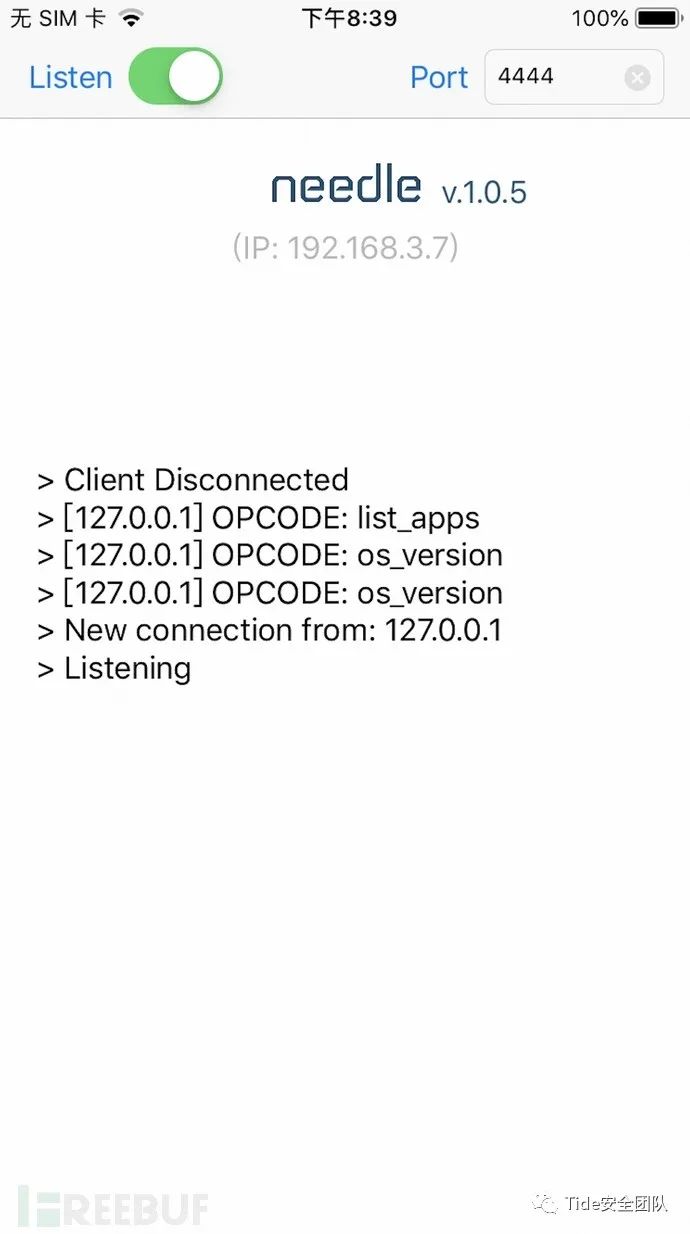 无 SIM 卡 下午8:39 100%
Listen Port 4444
needle v.1.0.5
(IP: 192.168.3.7)
> Client Disconnected
> [127.0.0.1] OPCODE: list_apps
> [127.0.0.1] OPCODE: os_version
> [127.0.0.1] OPCODE: os_version
> New connection from: 127.0.0.1
> Listening
FREEBUF Tide安全团队